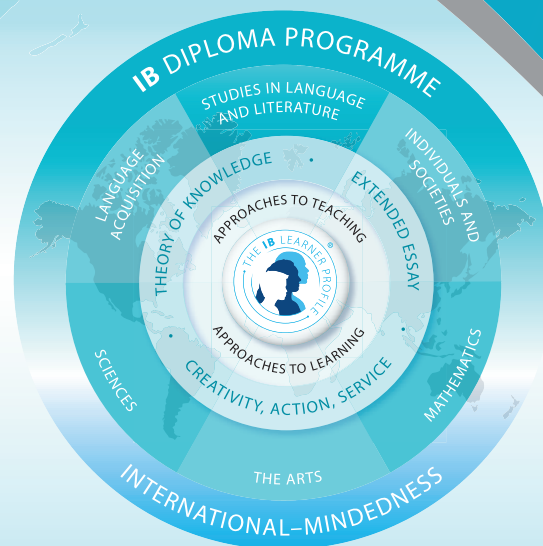 IB DIPLOMA PROGRAMME
STUDIES IN LANGUAGE
AND LITERATURE
LANGUAGE
ACQUISITION
INDIVIDUALS AND
SOCIETIES
THEORY OF KNOWLEDGE
EXTENDED ESSAY
APPROACHES TO TEACHING
THE IB LEARNER PROFILE
®
APPROACHES TO LEARNING
CREATIVITY, ACTION, SERVICE
SCIENCES
MATHEMATICS
THE ARTS
INTERNATIONAL–MINDEDNESS